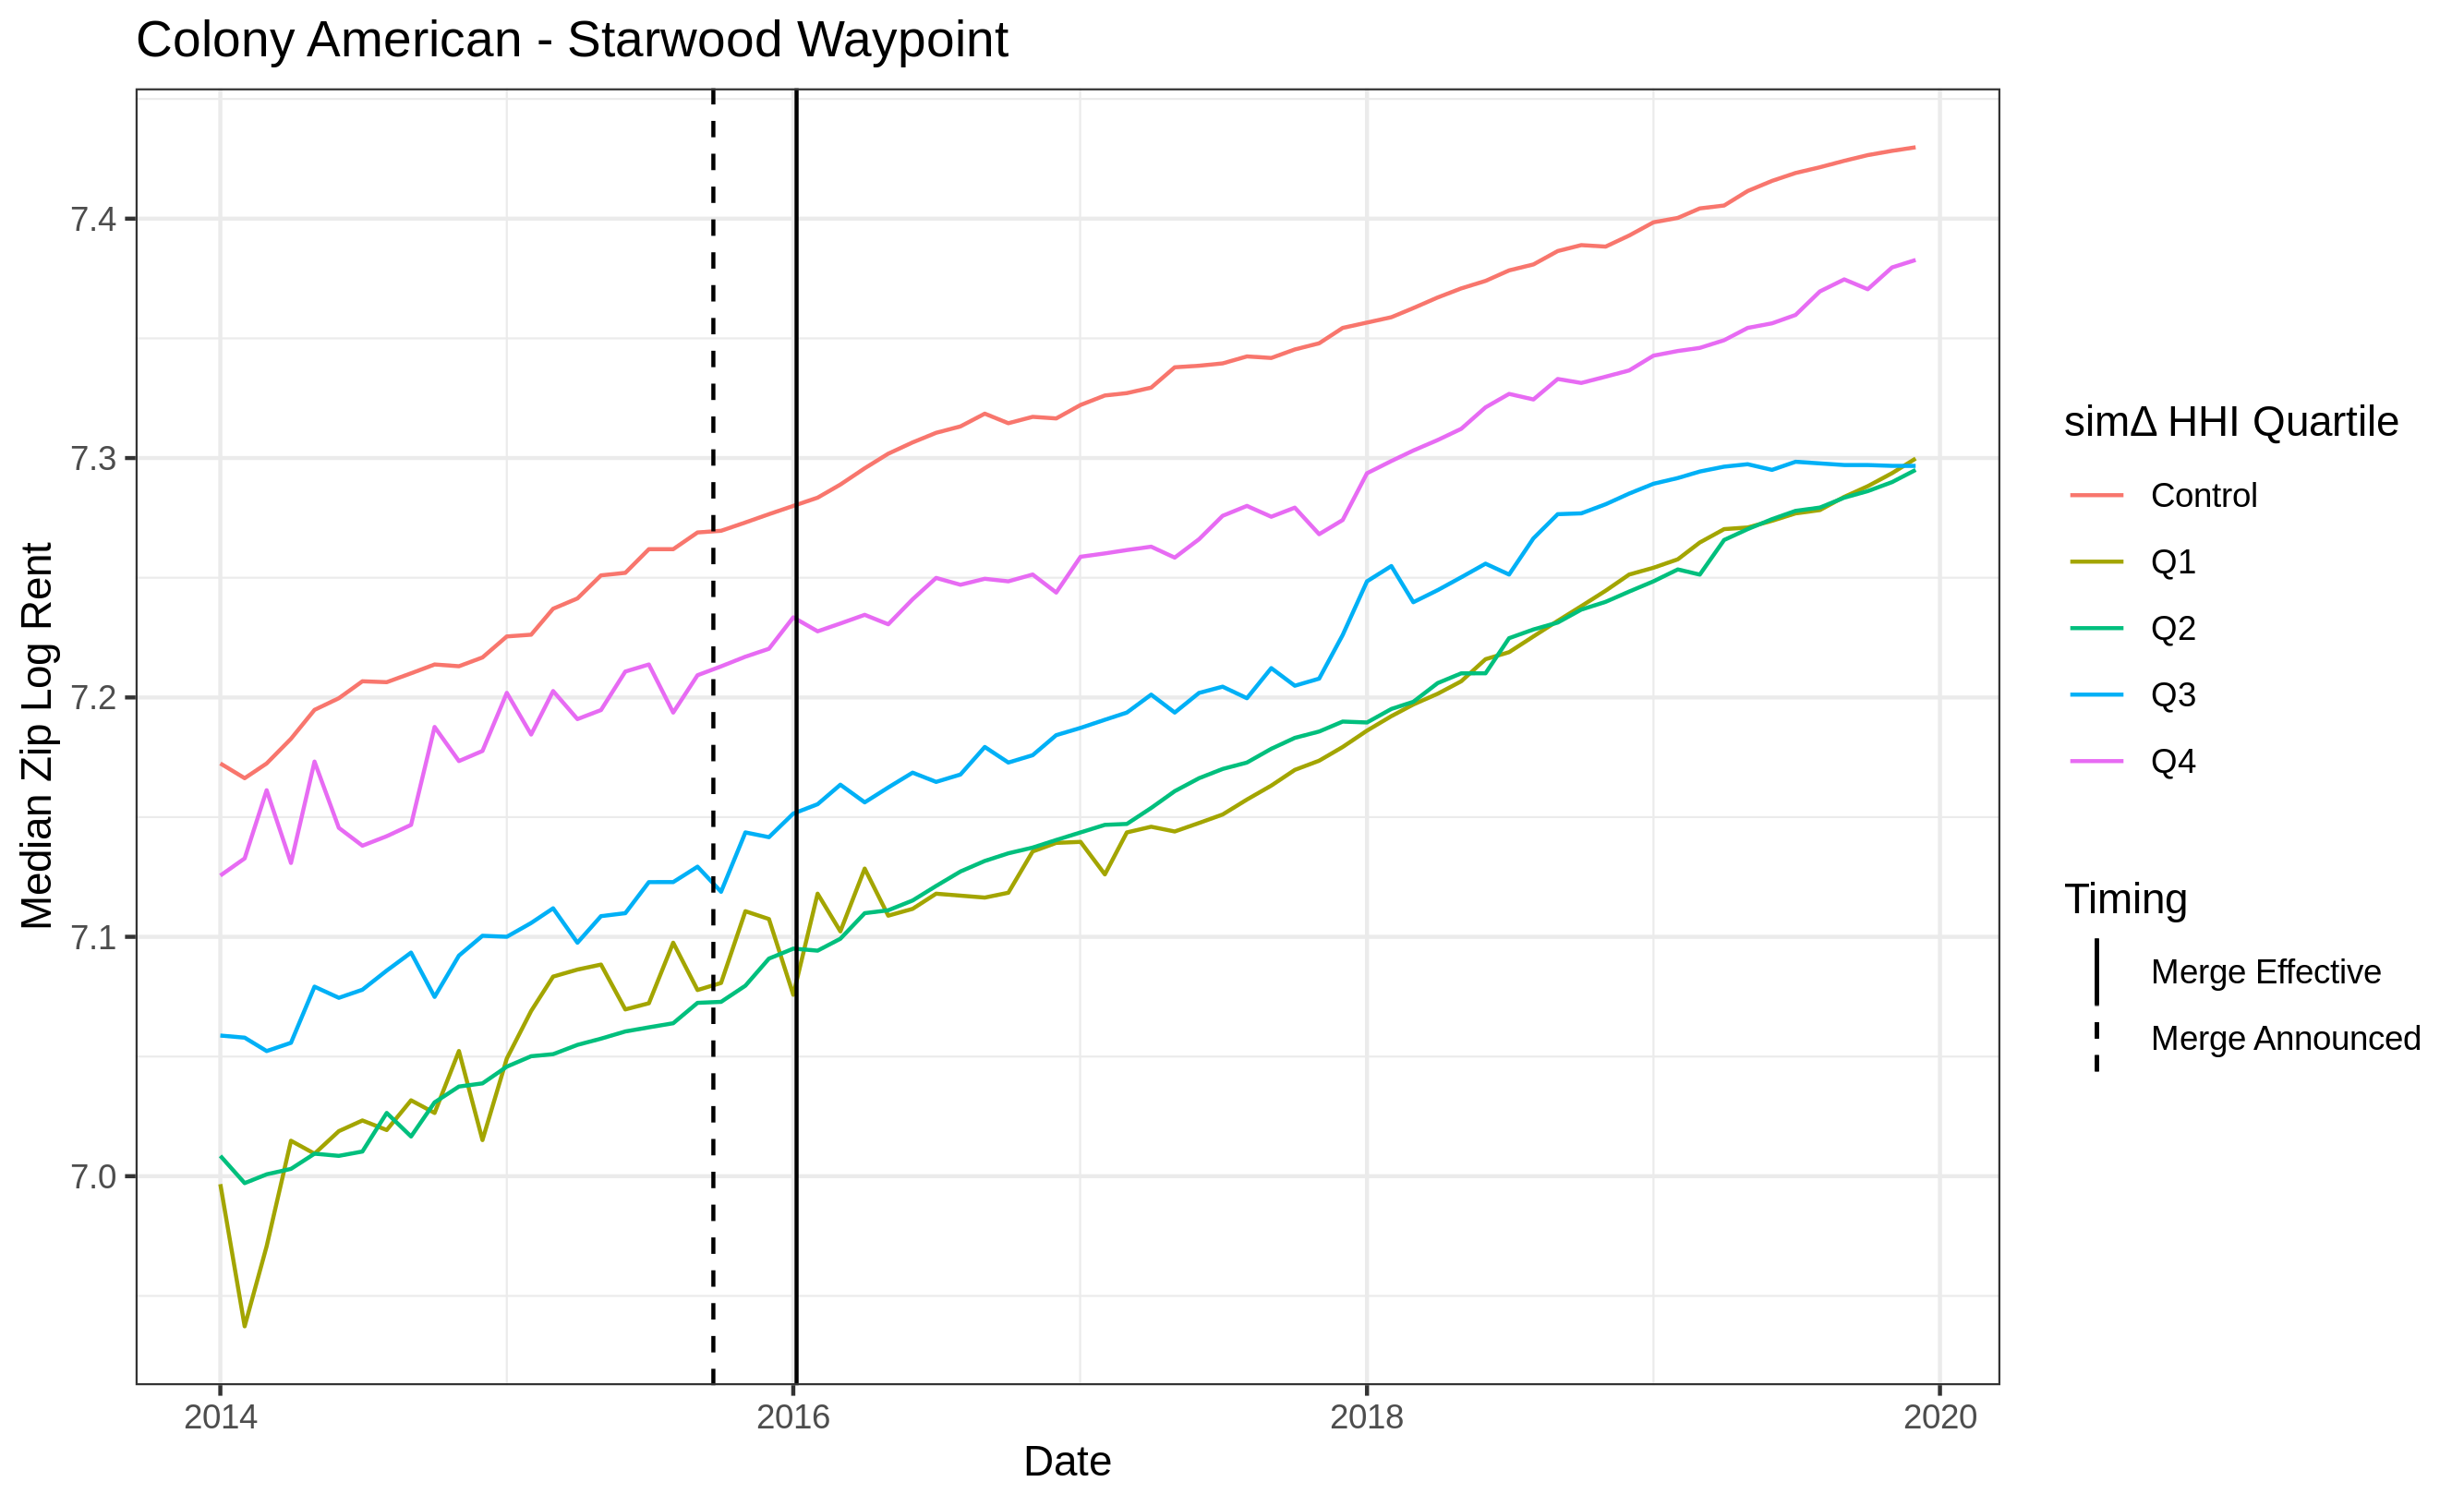 Colony American - Starwood Waypoint
Median Zip Log Rent
7.4
7.3
7.2
7.1
7.0
2014
2016
2018
2020
Date
simΔ HHI Quartile
Control
Q1
Q2
Q3
Q4
Timing
Merge Effective
Merge Announced